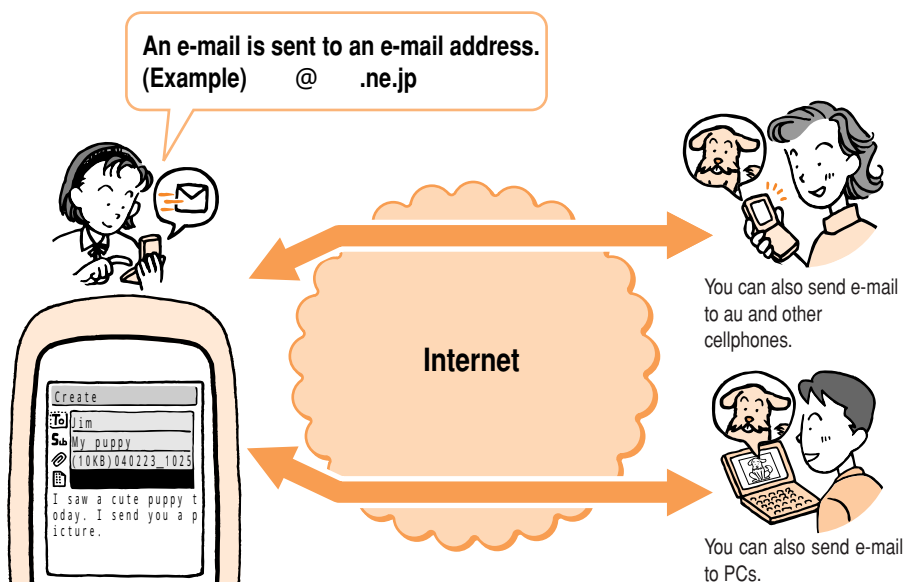 An e-mail is sent to an e-mail address.
(Example) @ .ne.jp
You can also send e-mail
to au and other
cellphones.
Internet
Create
To Jim
Sub My puppy
(10KB)040223_1025
I saw a cute puppy t
oday. I send you a p
icture.
You can also send e-mail
to PCs.